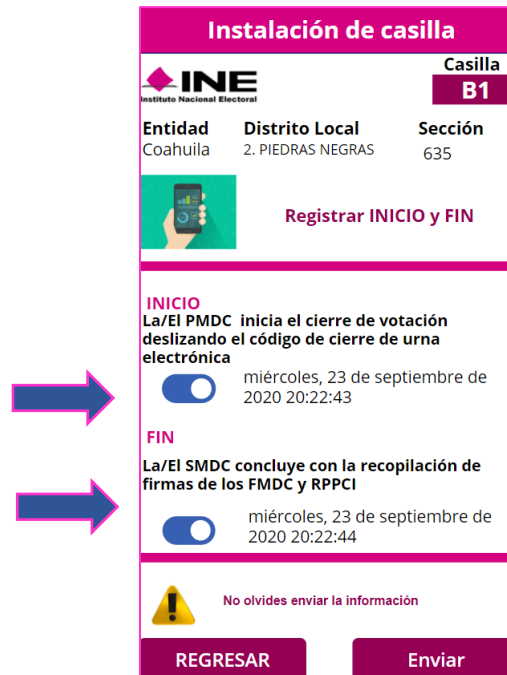 Instalación de casilla
Casilla
INE
Instituto Nacional Electoral
B1
Entidad Distrito Local Sección
Coahuila 2. PIEDRAS NEGRAS 635
Registrar INICIO y FIN
INICIO
La/El PMDC inicia el cierre de votación
deslizando el código de cierre de urna
electrónica
miércoles, 23 de septiembre de
2020 20:22:43
FIN
La/El SMDC concluye con la recopilación de
firmas de los FMDC y RPPCI
miércoles, 23 de septiembre de
2020 20:22:44
No olvides enviar la información
REGRESAR Enviar